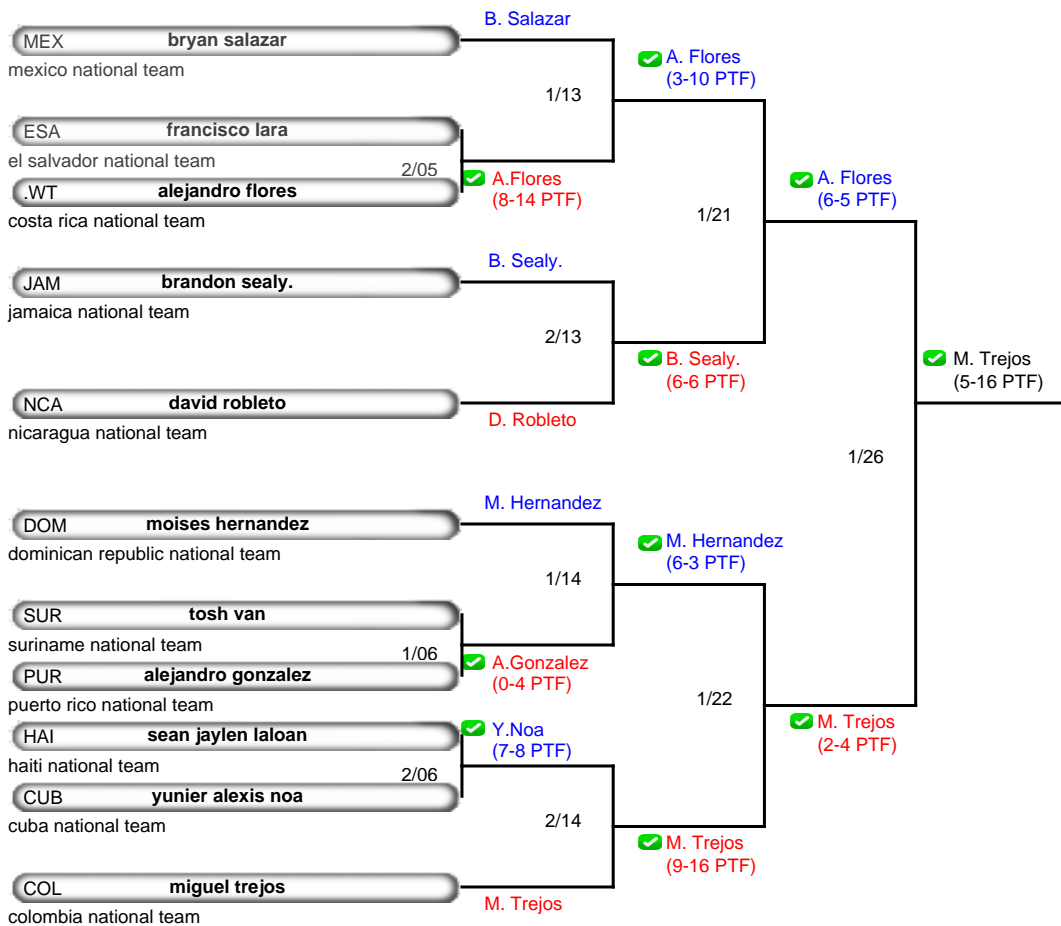 B. Salazar
MEX bryan salazar
mexico national team
A. Flores
(3-10 PTF)
1/13
ESA francisco lara
el salvador national team
2/05
.WT alejandro flores
A.Flores
(8-14 PTF)
costa rica national team
A. Flores
(6-5 PTF)
1/21
B. Sealy.
JAM brandon sealy.
jamaica national team
2/13
B. Sealy.
(6-6 PTF)
M. Trejos
(5-16 PTF)
NCA david robleto
D. Robleto
nicaragua national team
1/26
M. Hernandez
DOM moises hernandez
dominican republic national team
M. Hernandez
(6-3 PTF)
1/14
SUR tosh van
suriname national team
1/06
PUR alejandro gonzalez
A.Gonzalez
(0-4 PTF)
puerto rico national team
1/22
M. Trejos
(2-4 PTF)
Y.Noa
(7-8 PTF)
HAI sean jaylen laloan
haiti national team
2/06
CUB yunier alexis noa
cuba national team
2/14
M. Trejos
(9-16 PTF)
COL miguel trejos
M. Trejos
colombia national team